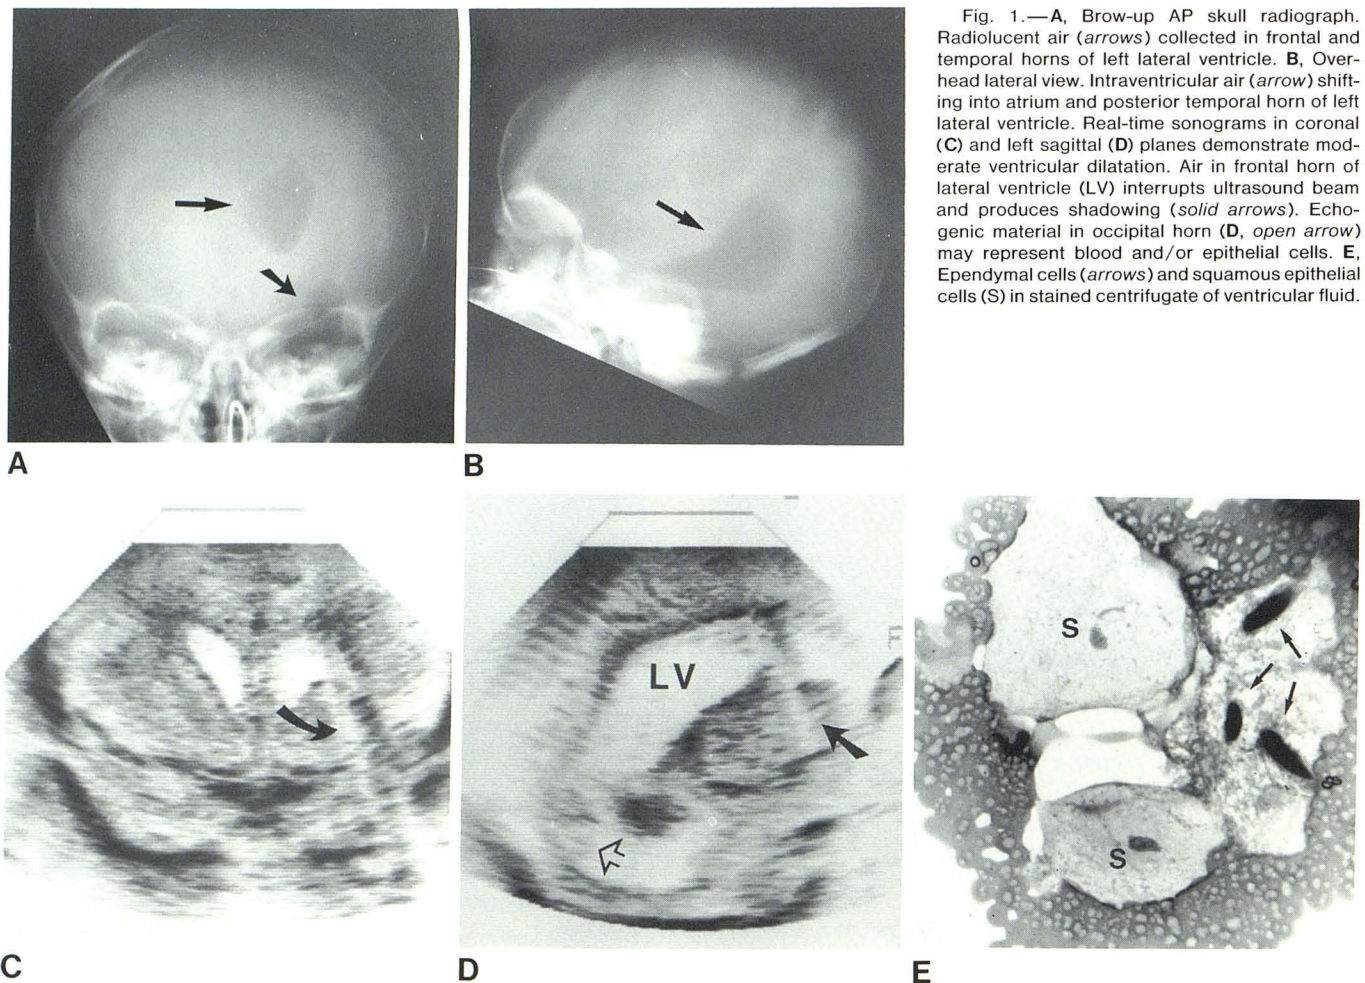 Fig. 1.—A, Brow-up AP skull radiograph.
Radiolucent air (arrows) collected in frontal and
temporal horns of left lateral ventricle. B, Over-
head lateral view. Intraventricular air (arrow) shift-
ing into atrium and posterior temporal horn of left
lateral ventricle. Real-time sonograms in coronal
(C) and left sagittal (D) planes demonstrate mod-
erate ventricular dilatation. Air in frontal horn of
lateral ventricle (LV) interrupts ultrasound beam
and produces shadowing (solid arrows). Echo-
genic material in occipital horn (D, open arrow)
may represent blood and/or epithelial cells. E,
Ependymal cells (arrows) and squamous epithelial
cells (S) in stained centrifugate of ventricular fluid.
A
B
LV
S
S
C
D
E